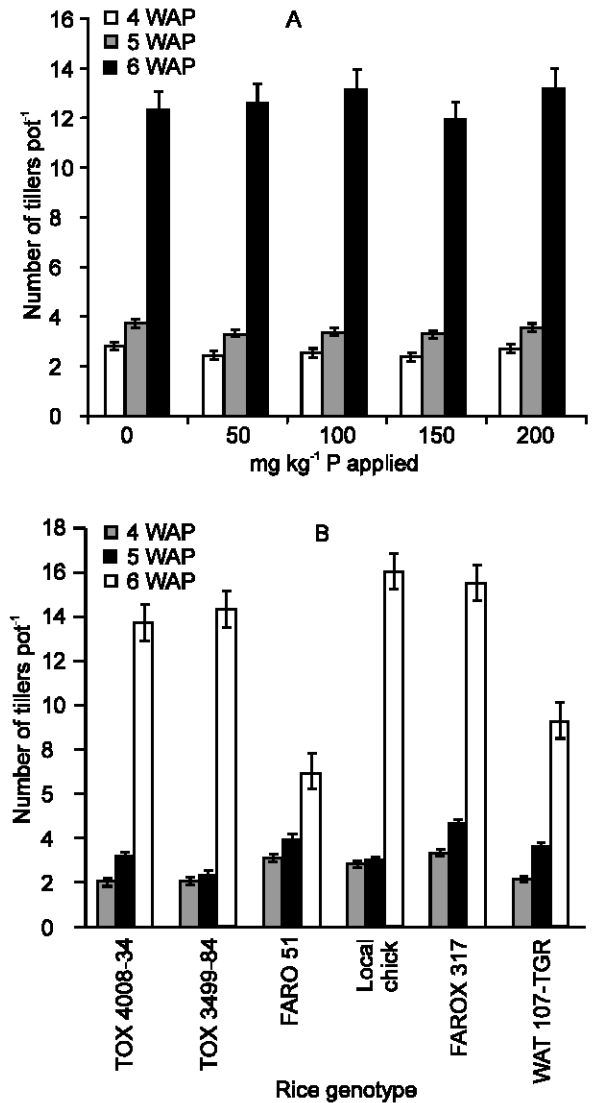 A
4 WAP
5 WAP
6 WAP
16
14
12
10
8
6
4
2
0
Number of tillers pot⁻¹
0 50 100 150 200
mg kg⁻¹ P applied
B
4 WAP
5 WAP
6 WAP
18
16
14
12
10
8
5
4
2
0
Number of tillers pot⁻¹
TOX 4008-34
TOX 3499-84
FARO 51
Local
chick
FAROX 317
WAT 107-TGR
Rice genotype